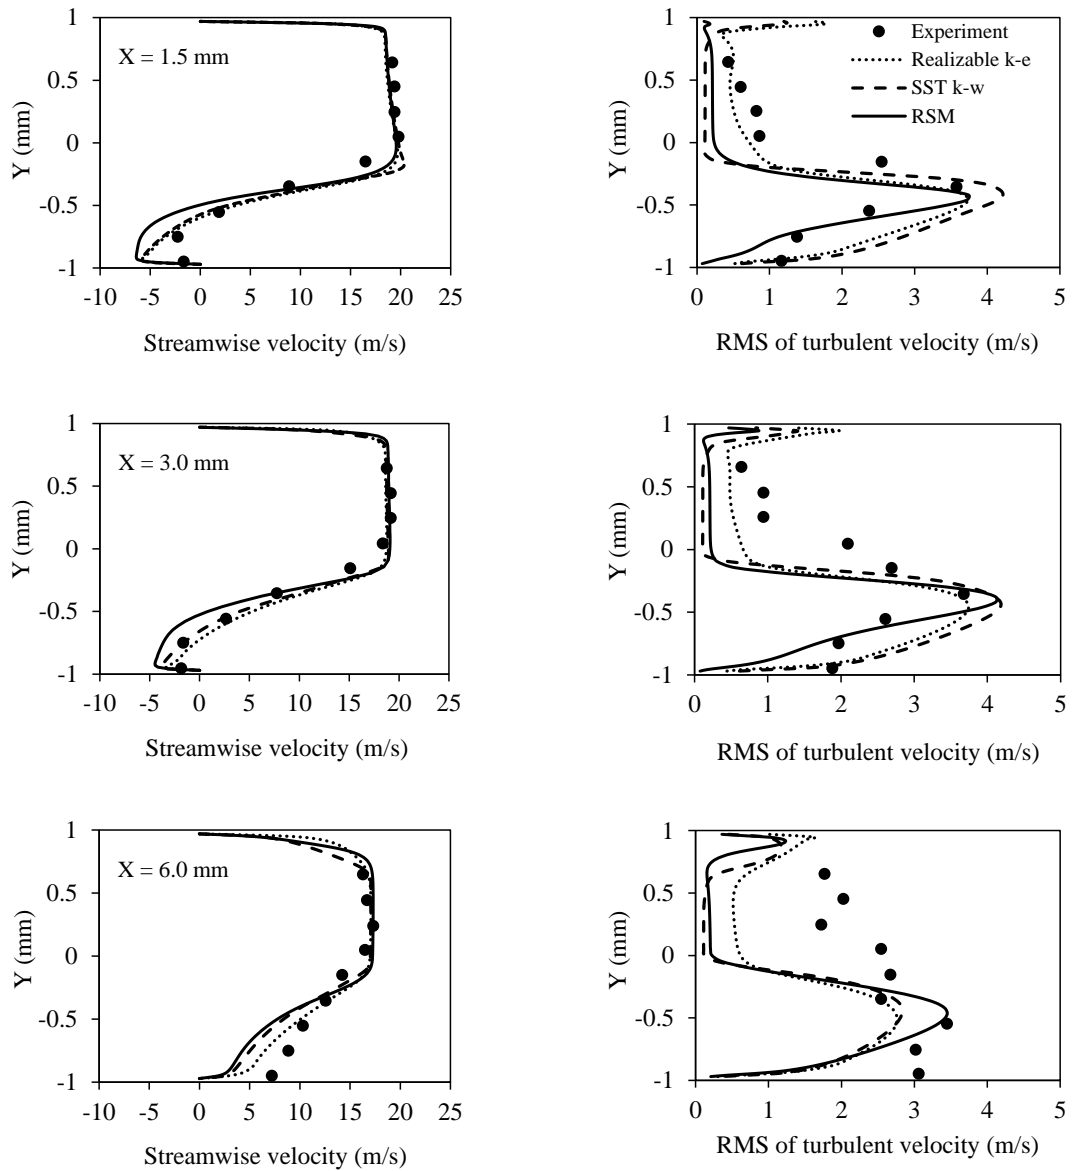 1
0.5
0
-0.5
-1
Y (mm)
X = 1.5 mm
-10 -5 0 5 10 15 20 25
Streamwise velocity (m/s)
1
0.5
0
-0.5
-1
Y (mm)
Experiment
Realizable k-e
SST k-w
RSM
0 1 2 3 4 5
RMS of turbulent velocity (m/s)
1
0.5
0
-0.5
-1
Y (mm)
X = 3.0 mm
-10 -5 0 5 10 15 20 25
Streamwise velocity (m/s)
1
0.5
0
-0.5
-1
Y (mm)
0 1 2 3 4 5
RMS of turbulent velocity (m/s)
1
0.5
0
-0.5
-1
Y (mm)
X = 6.0 mm
-10 -5 0 5 10 15 20 25
Streamwise velocity (m/s)
1
0.5
0
-0.5
-1
Y (mm)
0 1 2 3 4 5
RMS of turbulent velocity (m/s)